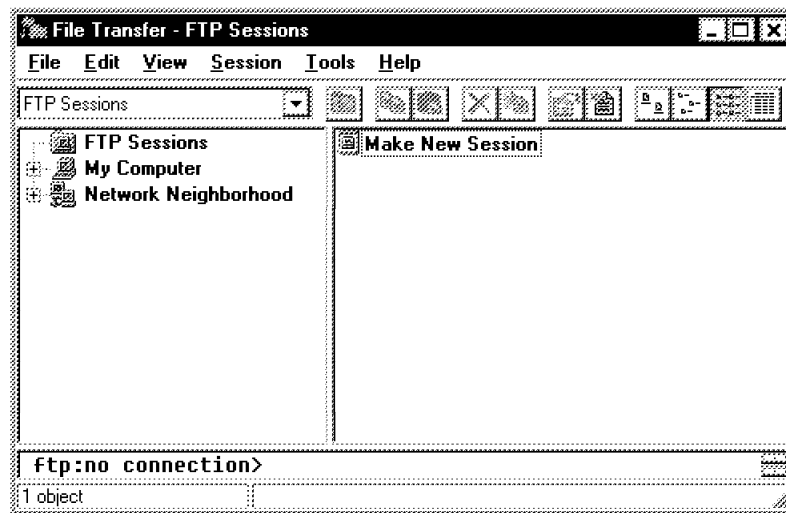 File Transfer - FTP Sessions
File Edit View Session Tools Help
FTP Sessions
FTP Sessions
My Computer
Network Neighborhood
Make New Session
ftp:no connection>
1 object